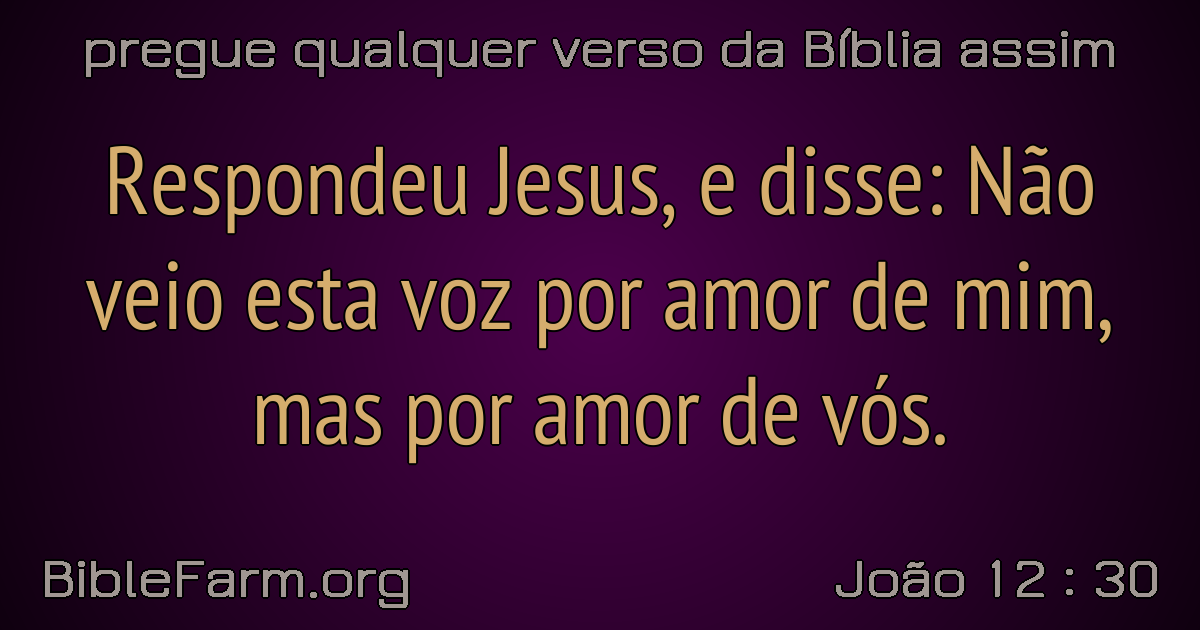 pregue qualquer verso da Bíblia assim
Respondeu Jesus, e disse: Não
veio esta voz por amor de mim,
mas por amor de vós.
BibleFarm.org
João 12 : 30